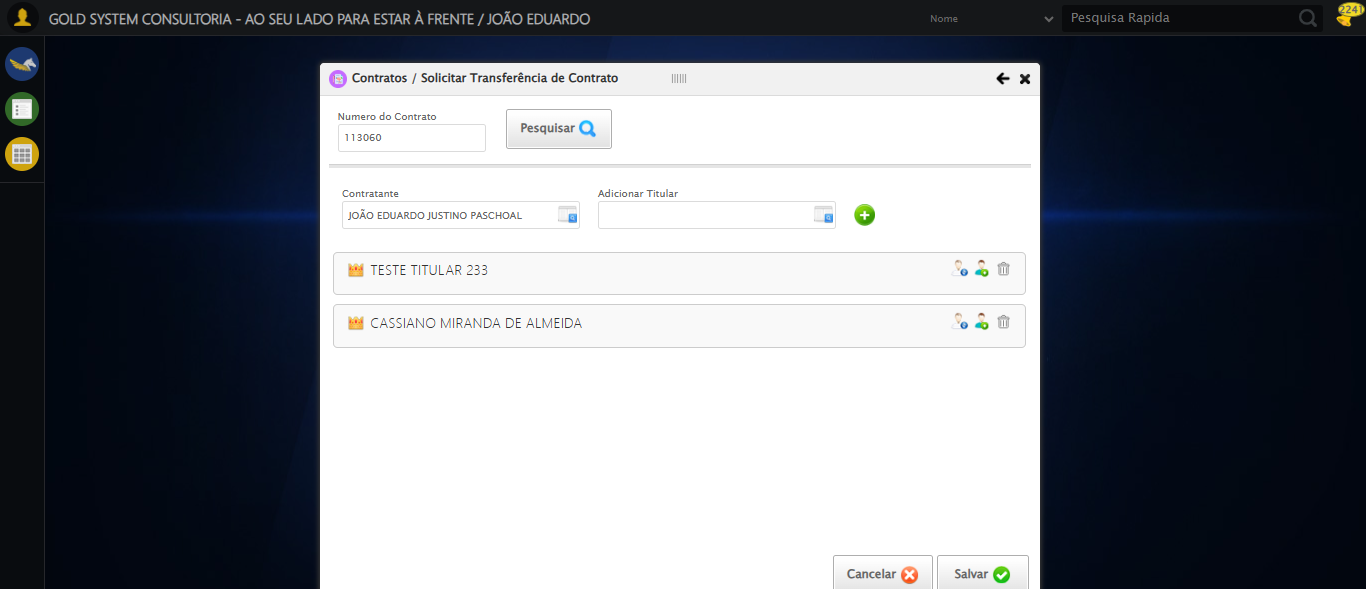 GOLD SYSTEM CONSULTORIA - AO SEU LADO PARA ESTAR À FRENTE / JOÃO EDUARDO
Nome
Pesquisa Rapida
2241
Contratos / Solicitar Transferência de Contrato
Numero do Contrato
113060
Pesquisar
Contratante
Adicionar Titular
JOÃO EDUARDO JUSTINO PASCHOAL
TESTE TITULAR 233
CASSIANO MIRANDA DE ALMEIDA
Cancelar
Salvar